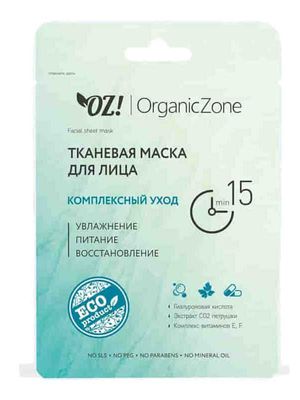 OZ! OrganicZone
Facial sheet mask
ТКАНЕВАЯ МАСКА
ДЛЯ ЛИЦА
КОМПЛЕКСНЫЙ УХОД
15
min
УВЛАЖНЕНИЕ
ПИТАНИЕ
ВОССТАНОВЛЕНИЕ
ECO
product
Гиалуроновая кислота
Экстракт CO2 петрушки
Комплекс витаминов E, F
NO SLS • NO PEG • NO PARABENS • NO MINERAL OIL